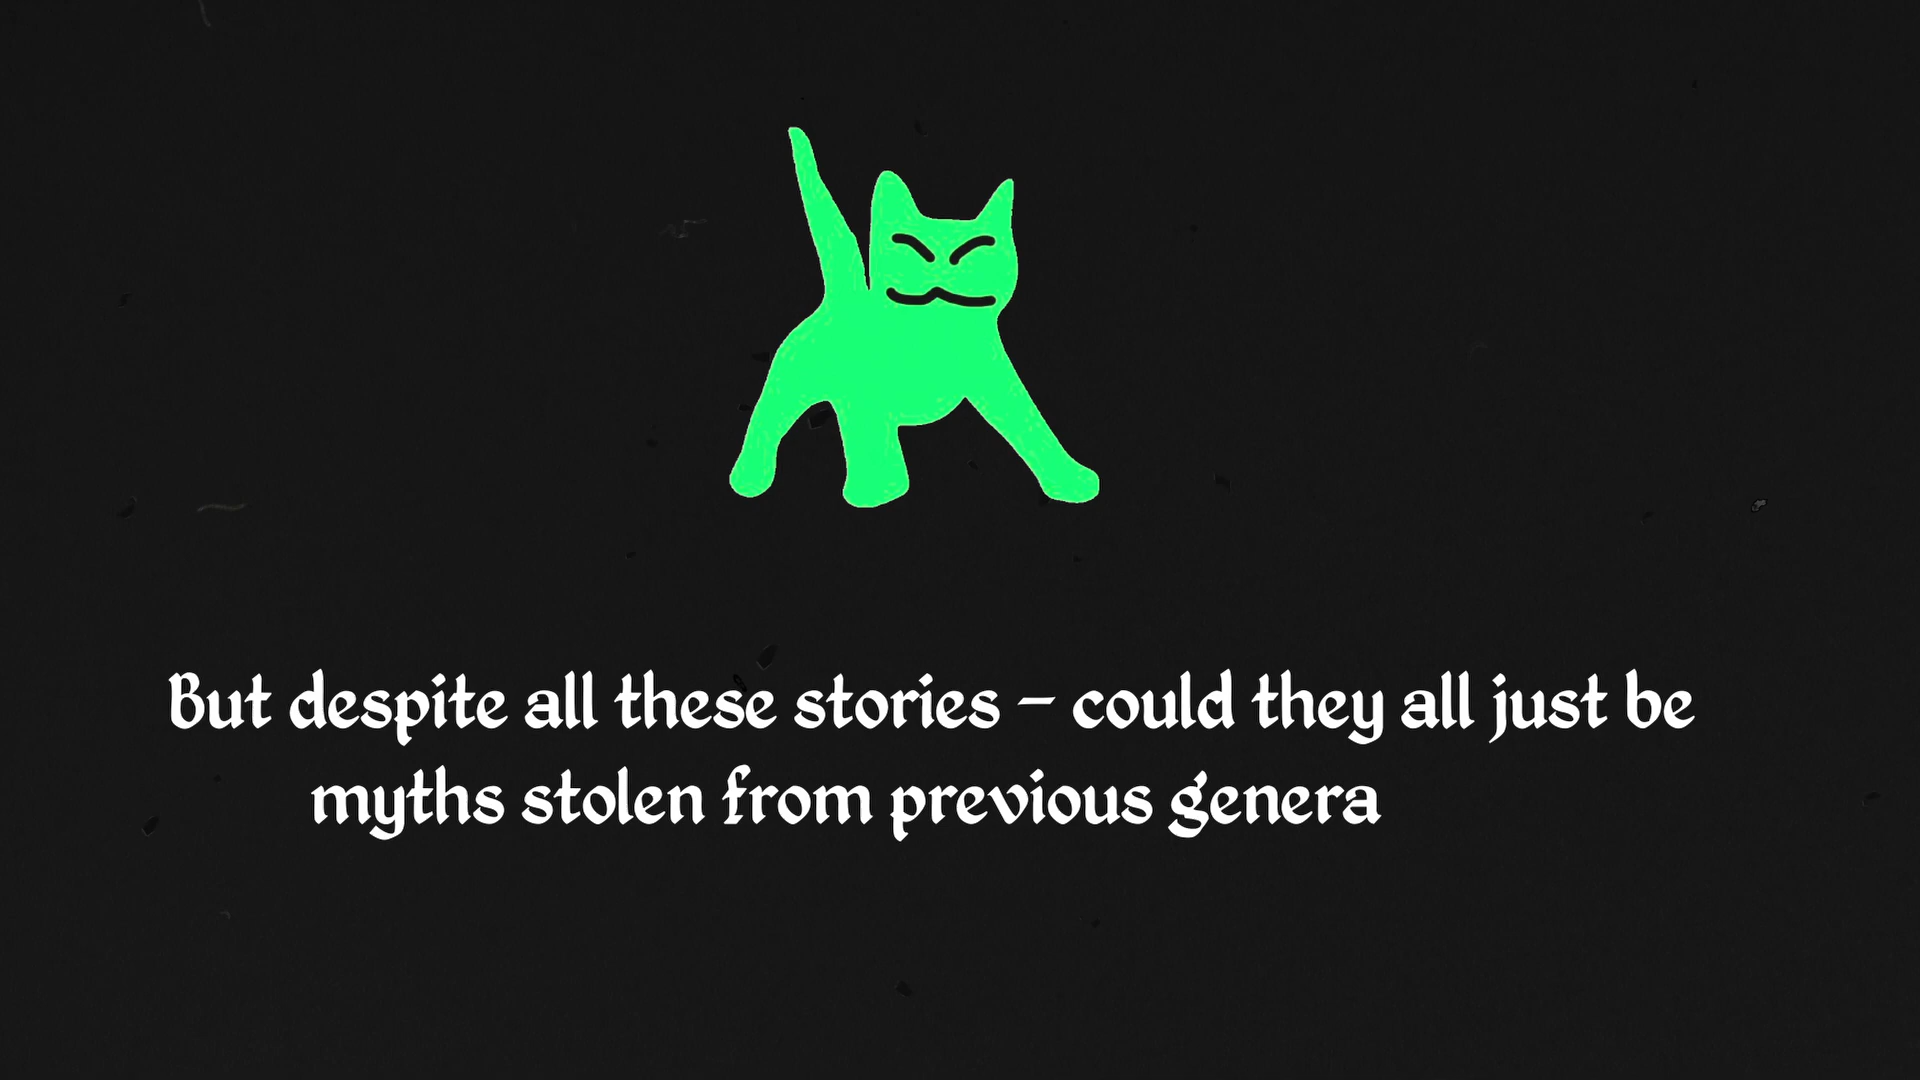 But despite all these stories – could they all just be
myths stolen from previous genera